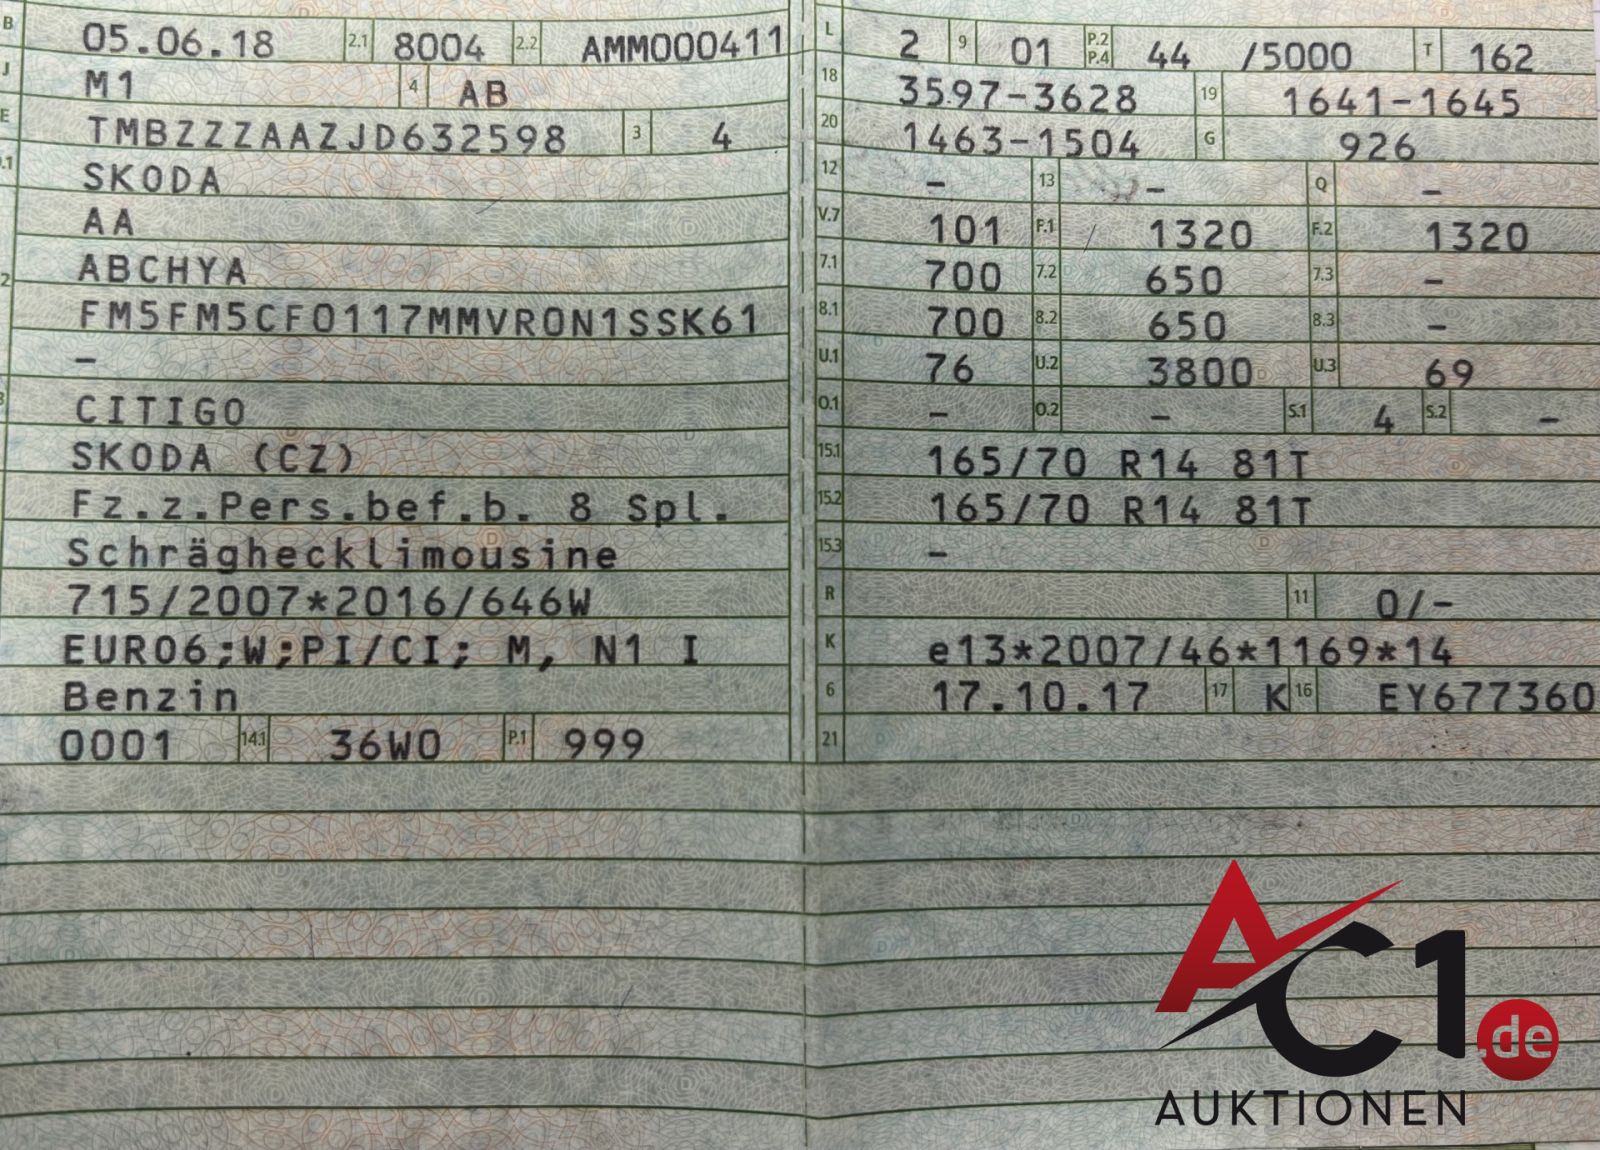 B 05.06.18 2.1 8004 2.2 AMM000411
J M1 4 AB
E TMBZZZAAZJD632598 3 4
.1 SKODA
AA
2 ABCHYA
FM5FM5CF0117MMVR0N1SSK61
–
3 CITIGO
SKODA (CZ)
Fz.z.Pers.bef.b. 8 Spl.
Schräghecklimousine
715/2007*2016/646W
EURO6;W;PI/CI; M, N1 I
Benzin
0001 14.1 36W0 P.1 999
L 2 9 01 P.2 P.4 44 /5000 T 162
18 3597-3628 19 1641-1645
20 1463-1504 G 926
12 – 13 – Q –
V.7 101 F.1 1320 F.2 1320
7.1 700 7.2 650 7.3 –
8.1 700 8.2 650 8.3 –
U.1 76 U.2 3800 U.3 69
O.1 – O.2 – S.1 4 S.2 –
15.1 165/70 R14 81T
15.2 165/70 R14 81T
15.3 –
R 11 0/–
K e13*2007/46*1169*14
6 17.10.17 17 K 16 EY677360
21
AC1.de
AUKTIONEN